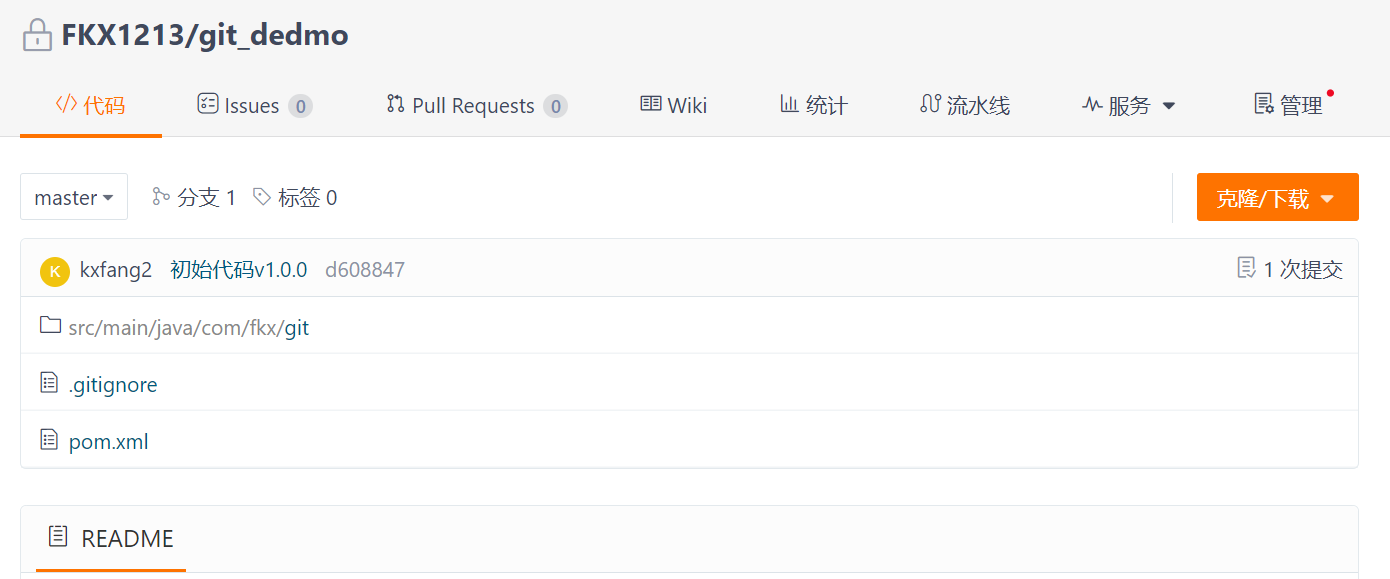 FKX1213/git_dedmo
代码 Issues 0 Pull Requests 0 Wiki 统计 流水线 服务 管理
master 分支 1 标签 0 克隆/下载
K kxfang2 初始代码v1.0.0 d608847 1 次提交
src/main/java/com/fkx/git
.gitignore
pom.xml
README